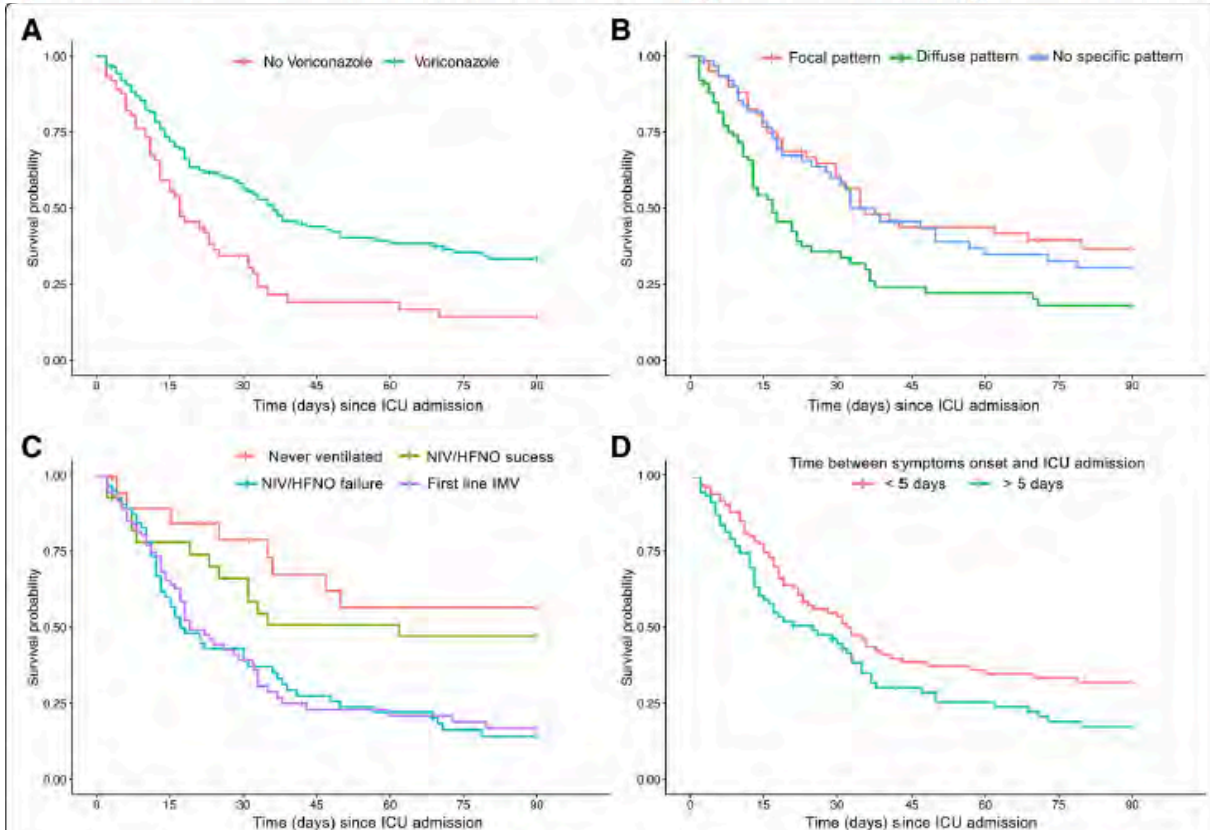 A
No Voriconazole Voriconazole
1.00
0.75
0.50
0.25
0.00
Survival probability
0 15 30 45 60 75 90
Time (days) since ICU admission
B
Focal pattern Diffuse pattern No specific pattern
1.00
0.75
0.50
0.25
0.00
Survival probability
0 15 30 45 60 75 90
Time (days) since ICU admission
C
Never ventilated NIV/HFNO sucess
NIV/HFNO failure First line IMV
1.00
0.75
0.50
0.25
0.00
Survival probability
0 15 30 45 60 75 90
Time (days) since ICU admission
D
Time between symptoms onset and ICU admission
< 5 days > 5 days
1.00
0.75
0.50
0.25
0.00
Survival probability
0 15 30 45 60 75 90
Time (days) since ICU admission